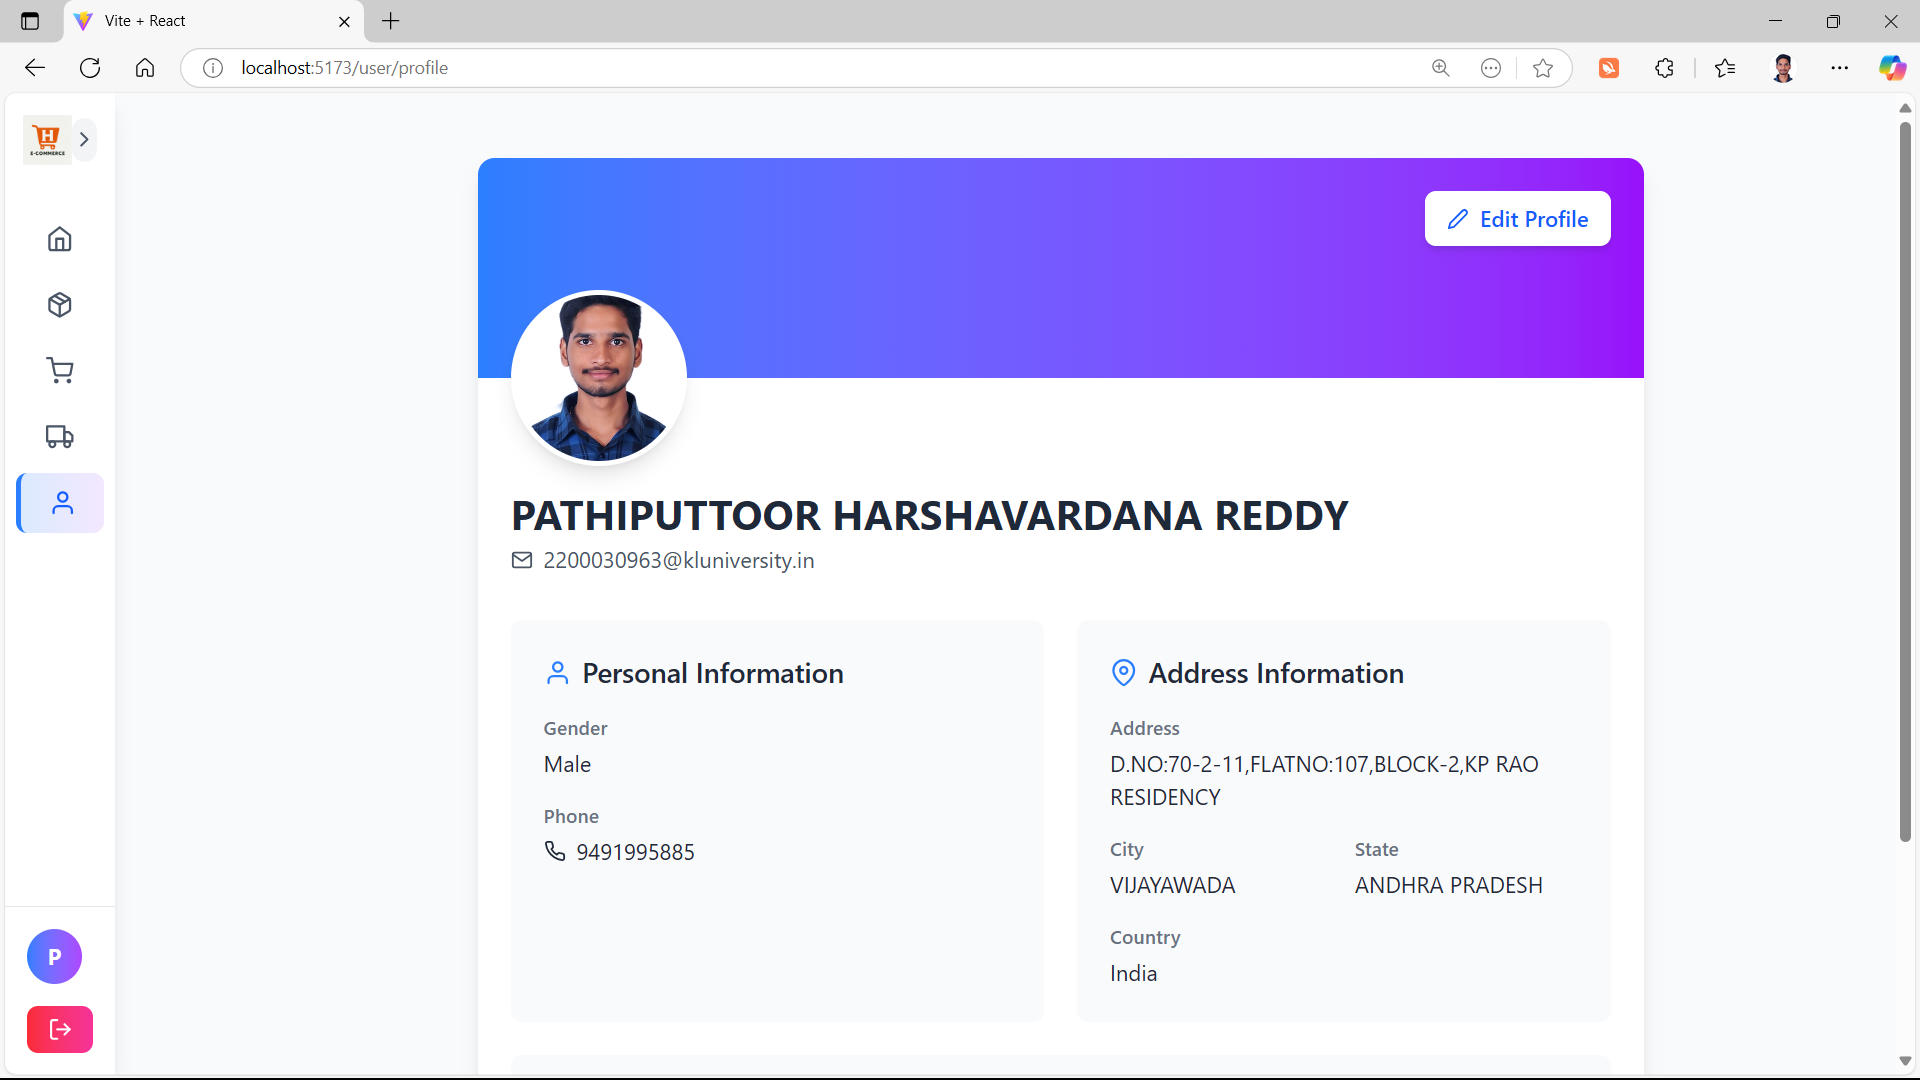 Vite + React
localhost:5173/user/profile
H
E-COMMERCE
Edit Profile
PATHIPUTTOOR HARSHAVARDANA REDDY
2200030963@kluniversity.in
Personal Information
Gender
Male
Phone
9491995885
Address Information
Address
D.NO:70-2-11,FLATNO:107,BLOCK-2,KP RAO
RESIDENCY
City
VIJAYAWADA
State
ANDHRA PRADESH
Country
India
P